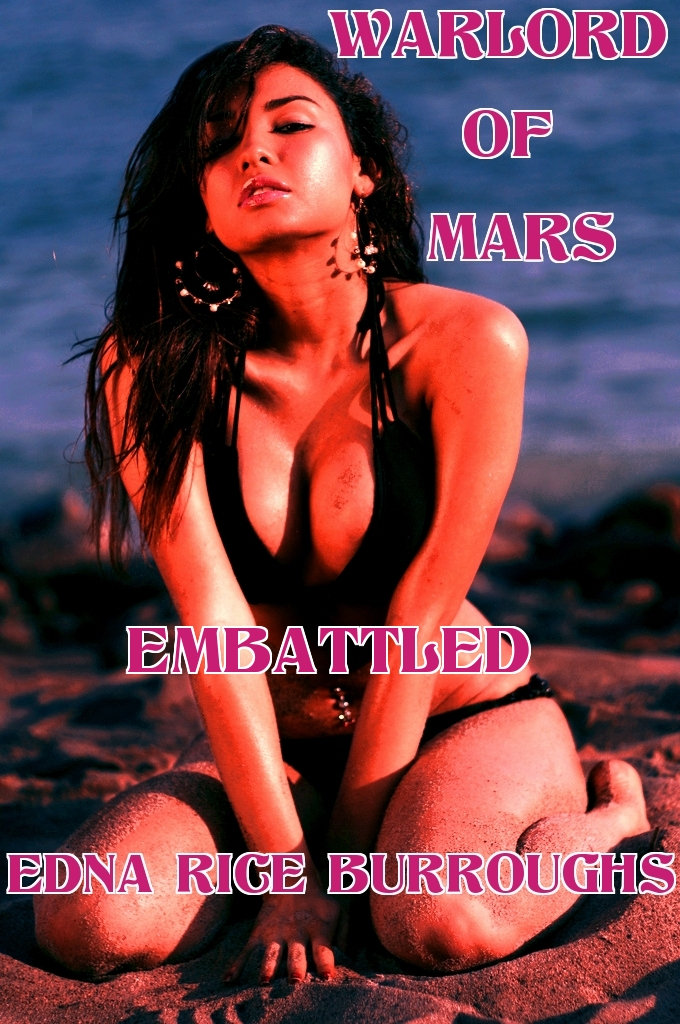 WARLORD
OF
MARS
EMBATTLED
EDNA RICE BURROUGHS